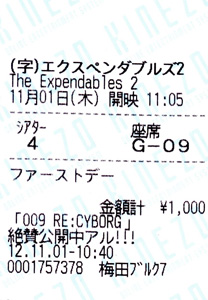 (字)エクスペンダブルズ2
The Expendables 2
11月01日(木) 開映 11:05
シアター 座席
4 G-09
ファーストデー
金額計 ¥1,000
「009 RE:CYBORG」
絶賛公開中アル!!!
12.11.01-10:40
0001757378 梅田ブルク7